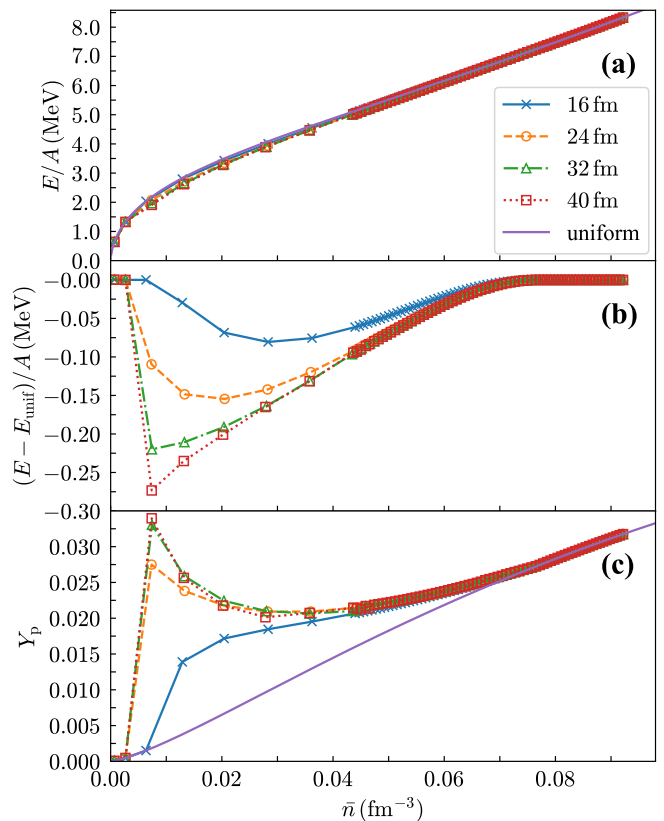 8.0
7.0
6.0
5.0
4.0
3.0
2.0
1.0
0.0
E/A (MeV)
(a)
16 fm
24 fm
32 fm
40 fm
uniform
−0.00
−0.05
−0.10
−0.15
−0.20
−0.25
−0.30
(E − E_unif)/A (MeV)
(b)
0.030
0.025
0.020
0.015
0.010
0.005
0.000
Y_p
(c)
0.00 0.02 0.04 0.06 0.08
n̄ (fm⁻³)